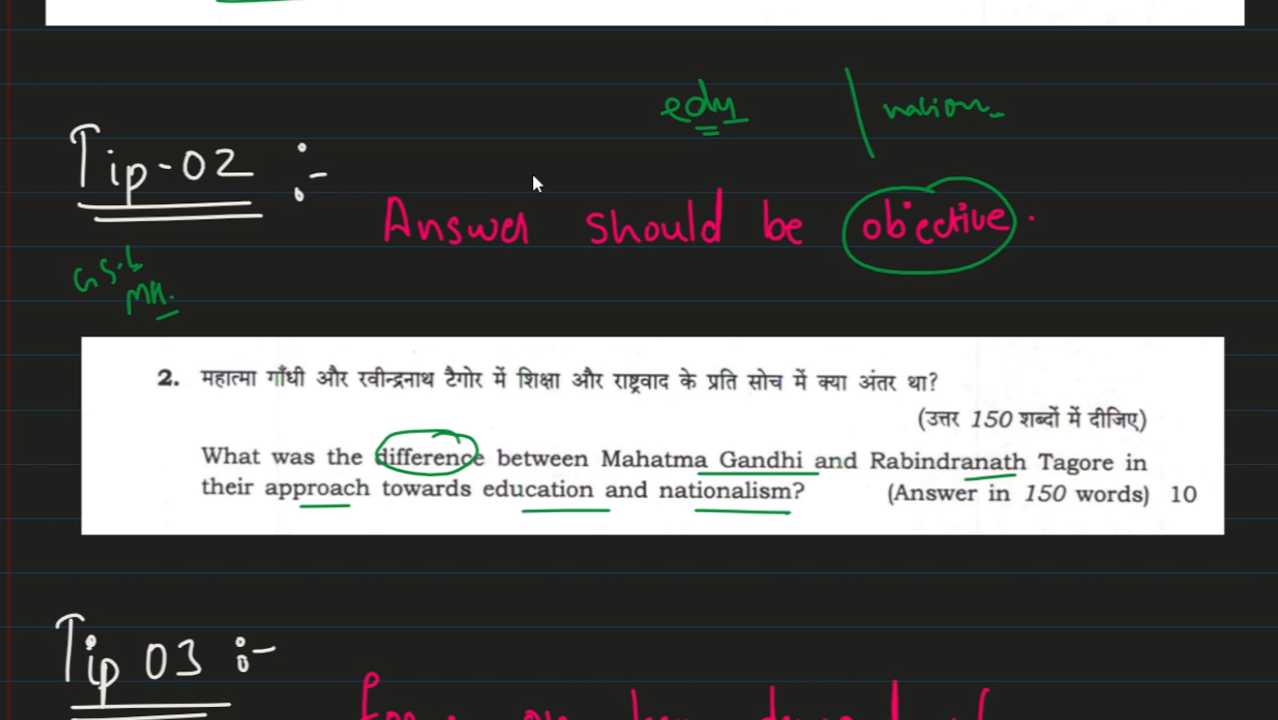 edu | nation
Tip-02 :-
Answer should be objective.
G.S.1
MH.
2. महात्मा गाँधी और रवीन्द्रनाथ टैगोर में शिक्षा और राष्ट्रवाद के प्रति सोच में क्या अंतर था?
(उत्तर 150 शब्दों में दीजिए)
What was the difference between Mahatma Gandhi and Rabindranath Tagore in
their approach towards education and nationalism? (Answer in 150 words) 10
Tip 03 :-